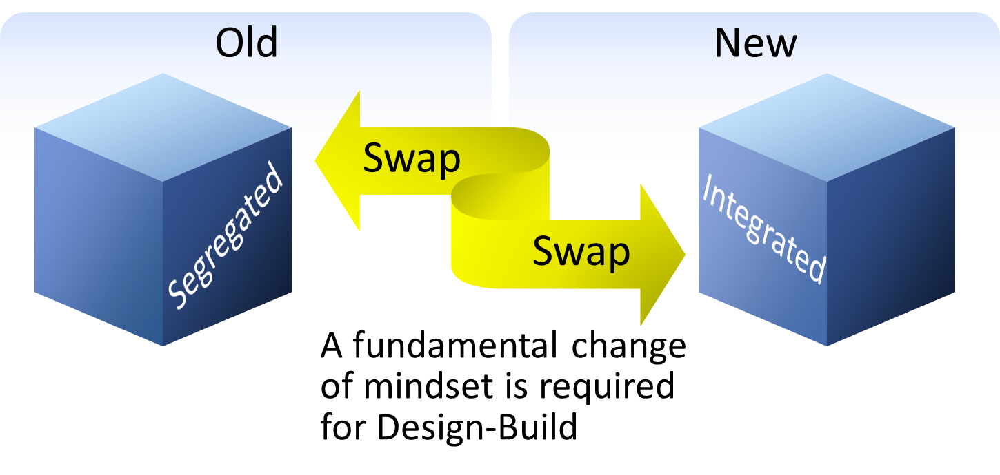 Old
New
Segregated
Swap
Swap
Integrated
A fundamental change
of mindset is required
for Design-Build